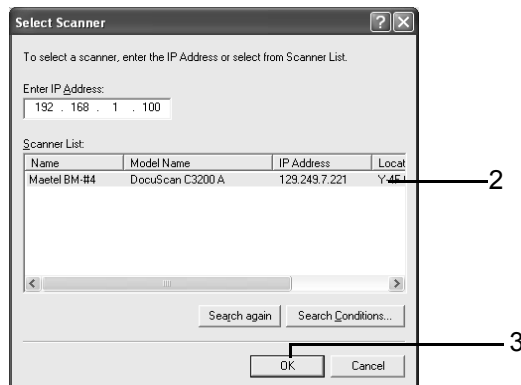 Select Scanner
To select a scanner, enter the IP Address or select from Scanner List.
Enter IP Address:
192 . 168 . 1 . 100
Scanner List:
Name Model Name IP Address Locat
Maetel BM-#4 DocuScan C3200 A 129.249.7.221
2
Search again Search Conditions...
3
OK Cancel